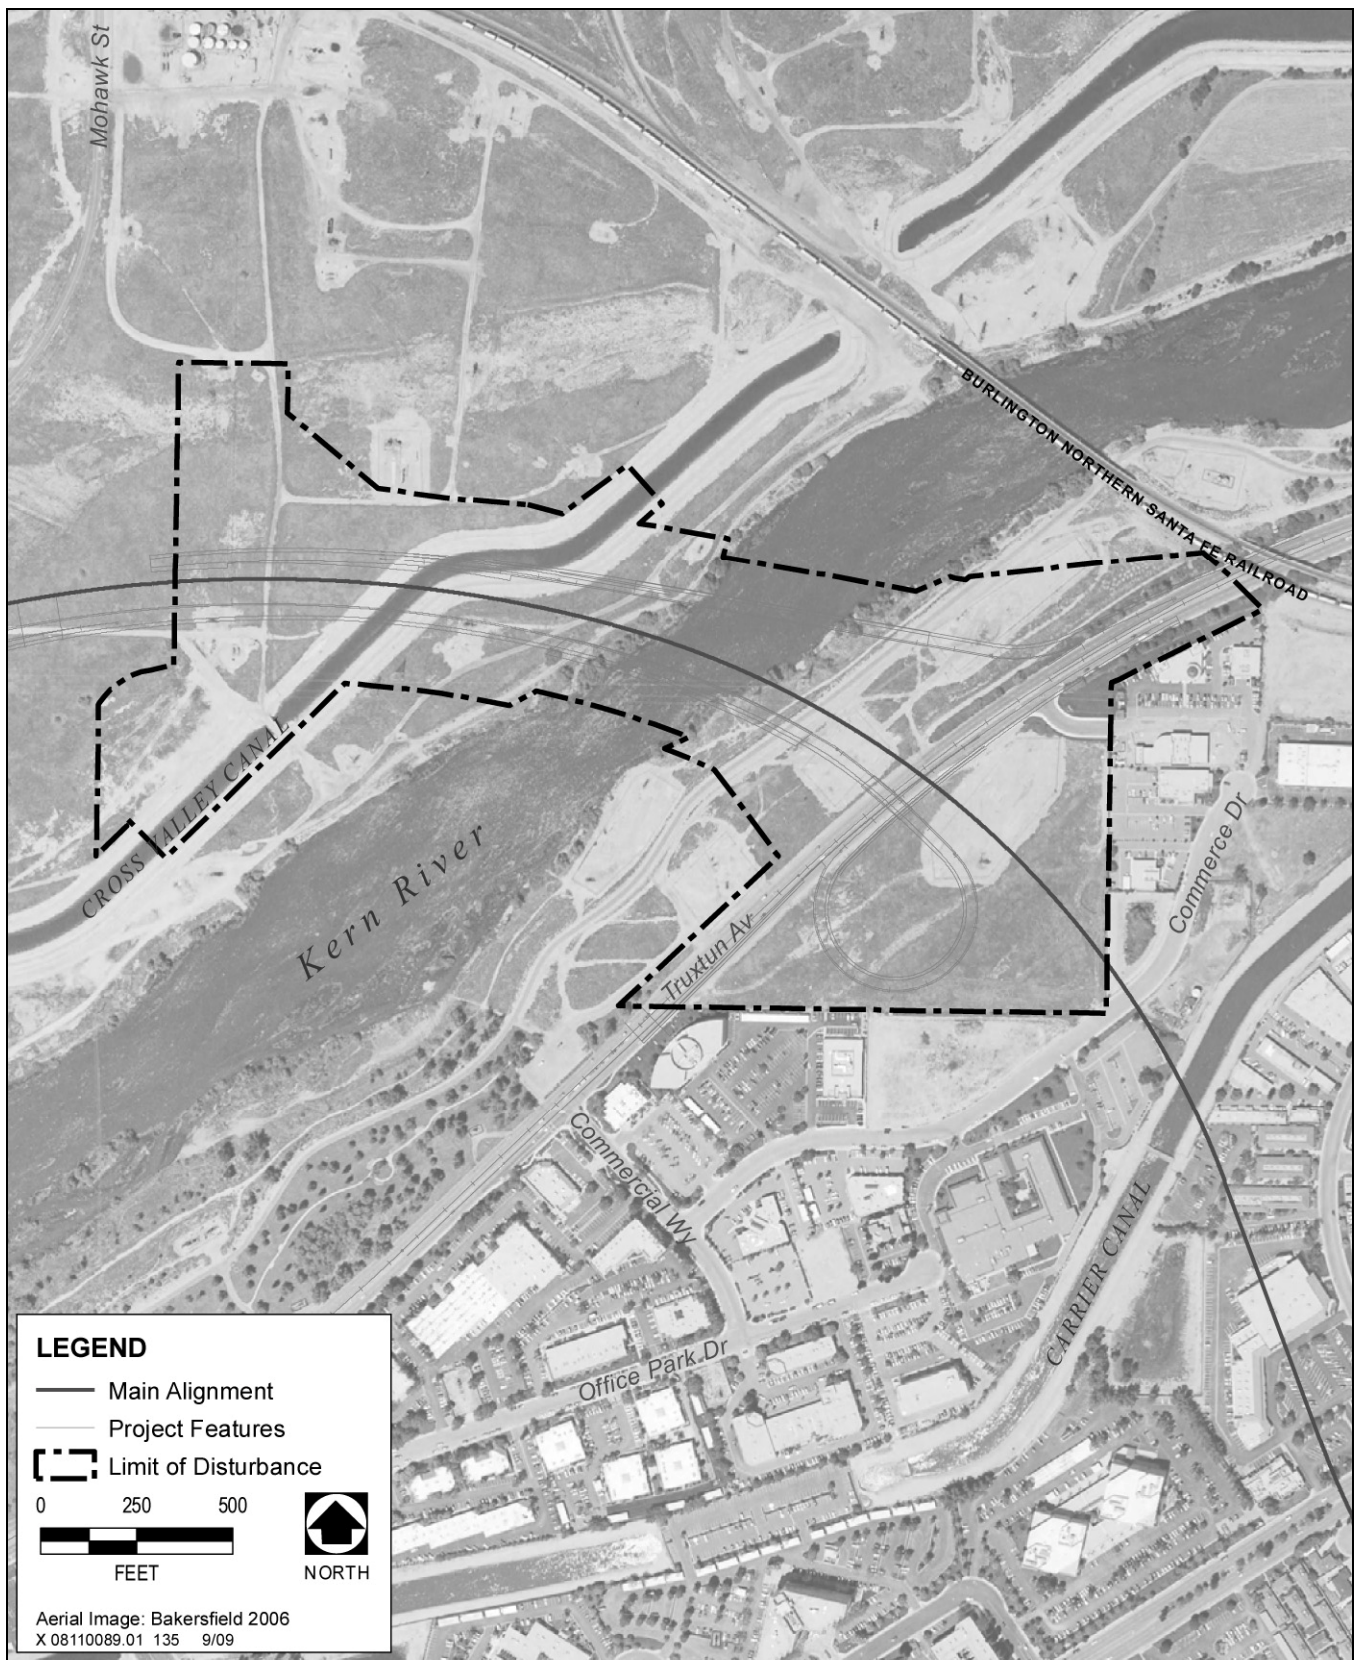 Mohawk St
BURLINGTON NORTHERN SANTA FE RAILROAD
CROSS VALLEY CANAL
Kern River
Truxtun Av
Commerce Dr
Commercial Wy
CARRIER CANAL
Office Park Dr
LEGEND
Main Alignment
Project Features
Limit of Disturbance
0 250 500
FEET
NORTH
Aerial Image: Bakersfield 2006
X 08110089.01 135 9/09